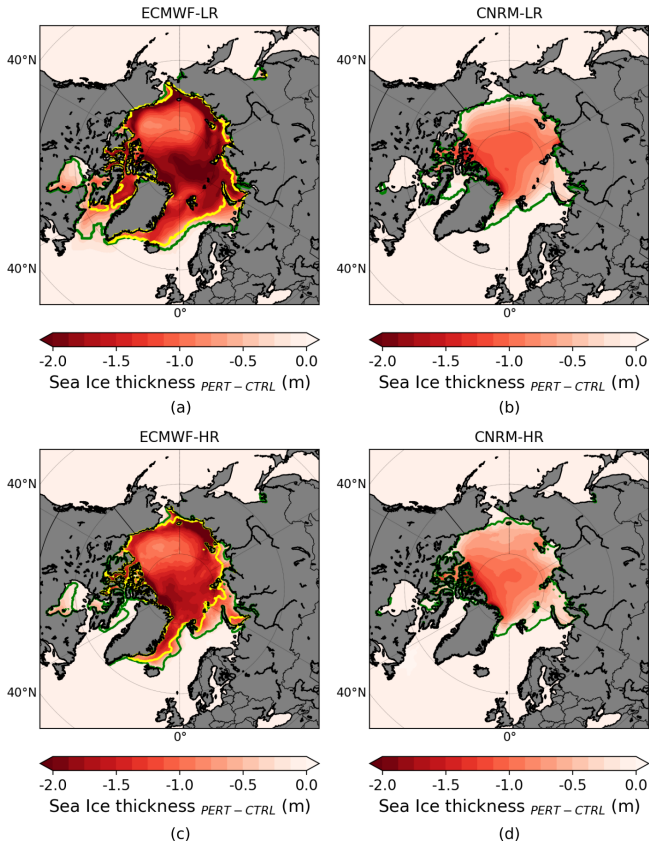 ECMWF-LR
CNRM-LR
40°N
40°N
40°N
40°N
0°
0°
-2.0 -1.5 -1.0 -0.5 0.0
-2.0 -1.5 -1.0 -0.5 0.0
Sea Ice thickness PERT−CTRL (m)
Sea Ice thickness PERT−CTRL (m)
(a)
(b)
ECMWF-HR
CNRM-HR
40°N
40°N
40°N
40°N
0°
0°
-2.0 -1.5 -1.0 -0.5 0.0
-2.0 -1.5 -1.0 -0.5 0.0
Sea Ice thickness PERT−CTRL (m)
Sea Ice thickness PERT−CTRL (m)
(c)
(d)